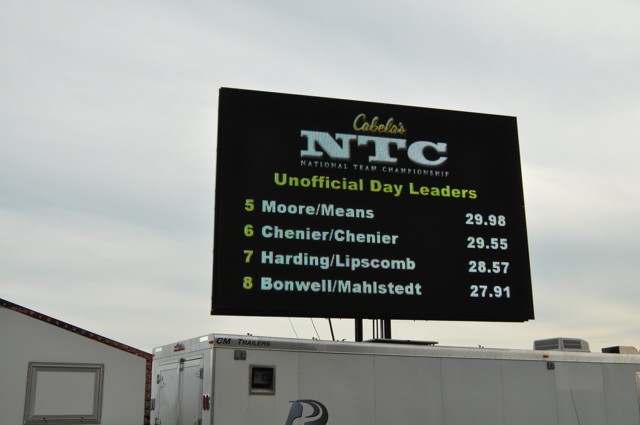 Cabela's
NTC
NATIONAL TEAM CHAMPIONSHIP
Unofficial Day Leaders
5 Moore/Means 29.98
6 Chenier/Chenier 29.55
7 Harding/Lipscomb 28.57
8 Bonwell/Mahlstedt 27.91
CM TRAILERS